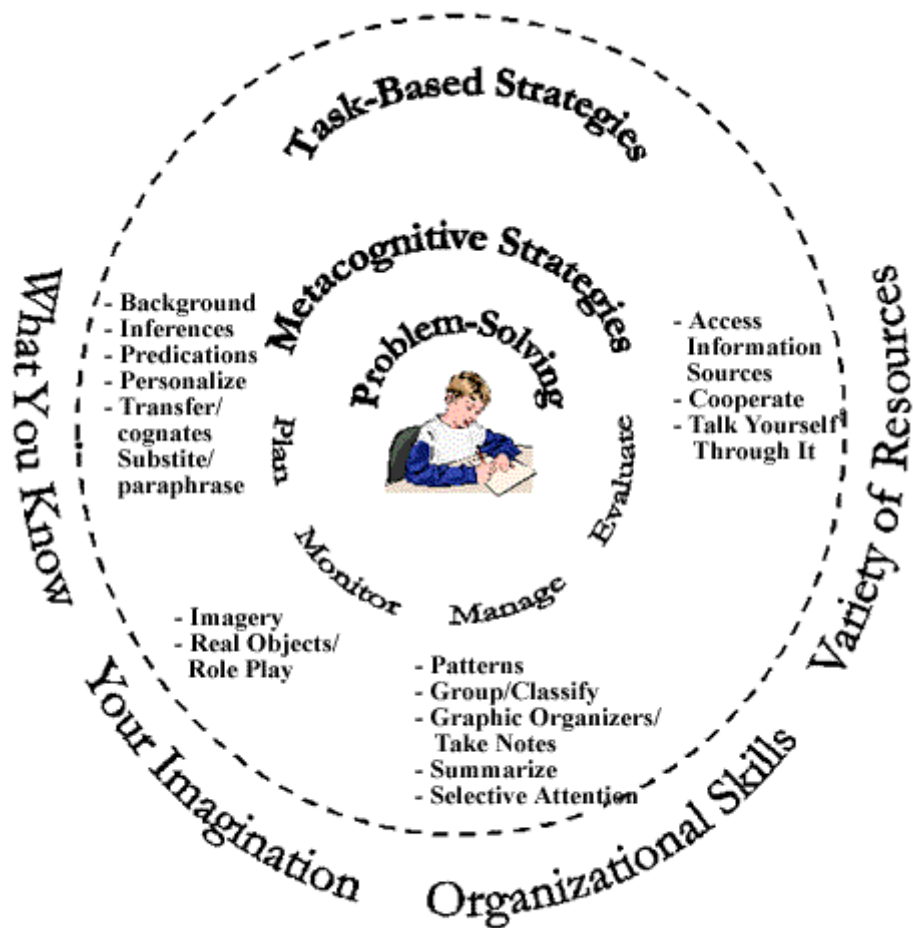 Task-Based Strategies
Metacognitive Strategies
Problem-Solving
Plan
Monitor
Manage
Evaluate
What You Know
- Background
- Inferences
- Predications
- Personalize
- Transfer/
cognates
Substite/
paraphrase
Your Imagination
- Imagery
- Real Objects/
Role Play
Organizational Skills
- Patterns
- Group/Classify
- Graphic Organizers/
Take Notes
- Summarize
- Selective Attention
Variety of Resources
- Access
Information
Sources
- Cooperate
- Talk Yourself
Through It